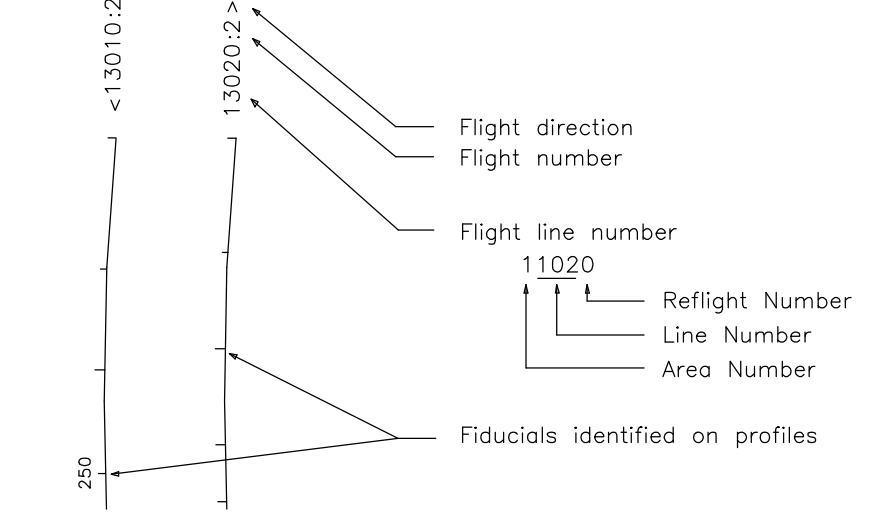 <13010:2
13020:2 >
Flight direction
Flight number
Flight line number
11020
Reflight Number
Line Number
Area Number
Fiducials identified on profiles
250